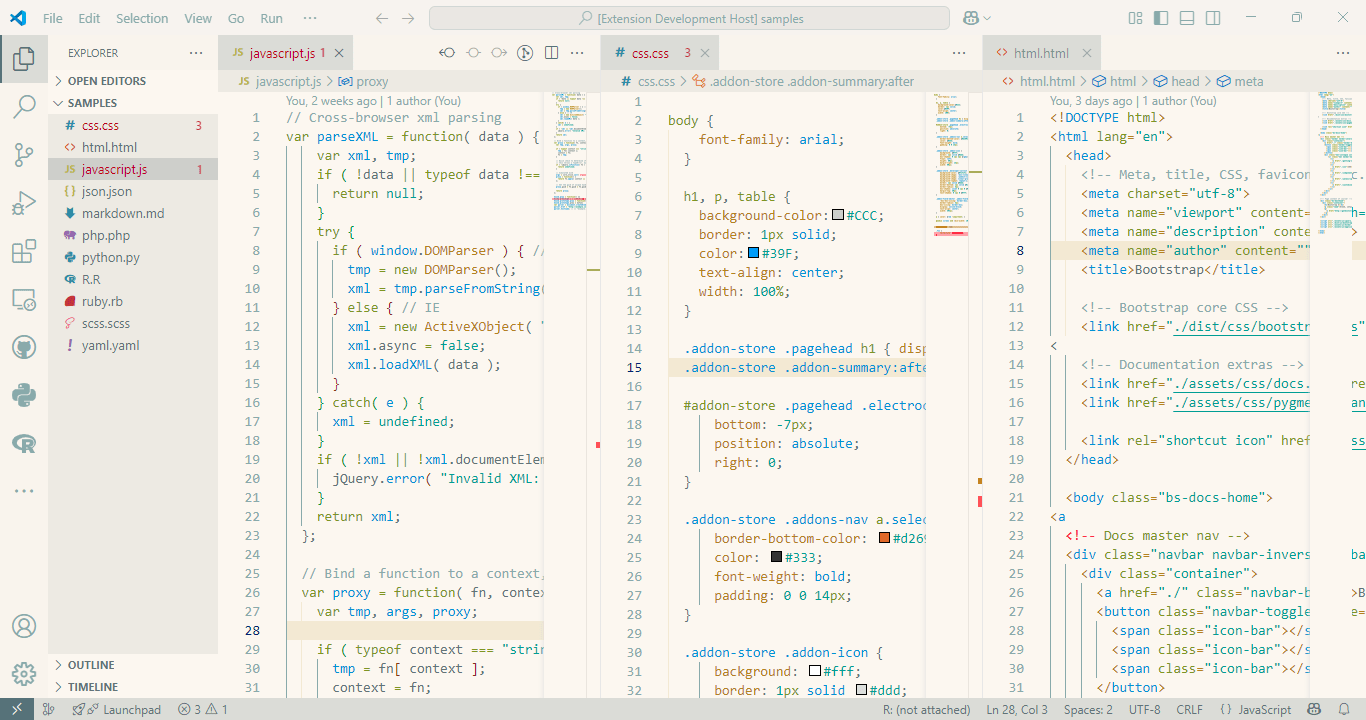 File Edit Selection View Go Run ···
[Extension Development Host] samples
EXPLORER ···
OPEN EDITORS
SAMPLES
css.css 3
html.html
JS javascript.js 1
{} json.json
markdown.md
php.php
python.py
R.R
ruby.rb
scss.scss
! yaml.yaml
OUTLINE
TIMELINE
JS javascript.js 1
JS javascript.js > proxy
You, 2 weeks ago | 1 author (You)
1 // Cross-browser xml parsing
2 var parseXML = function( data ) {
3 var xml, tmp;
4 if ( !data || typeof data !==
5 return null;
6 }
7 try {
8 if ( window.DOMParser ) { //
9 tmp = new DOMParser();
10 xml = tmp.parseFromString(
11 } else { // IE
12 xml = new ActiveXObject( "
13 xml.async = false;
14 xml.loadXML( data );
15 }
16 } catch( e ) {
17 xml = undefined;
18 }
19 if ( !xml || !xml.documentElem
20 jQuery.error( "Invalid XML:
21 }
22 return xml;
23 };
24
25 // Bind a function to a context,
26 var proxy = function( fn, contex
27 var tmp, args, proxy;
28
29 if ( typeof context === "strin
30 tmp = fn[ context ];
31 context = fn;
# css.css 3
# css.css > .addon-store .addon-summary:after
1
2 body {
3 font-family: arial;
4 }
5
6 h1, p, table {
7 background-color: #CCC;
8 border: 1px solid;
9 color: #39F;
10 text-align: center;
11 width: 100%;
12 }
13
14 .addon-store .pagehead h1 { disp
15 .addon-store .addon-summary:afte
16
17 #addon-store .pagehead .electroc
18 bottom: -7px;
19 position: absolute;
20 right: 0;
21 }
22
23 .addon-store .addons-nav a.selec
24 border-bottom-color: #d269
25 color: #333;
26 font-weight: bold;
27 padding: 0 0 14px;
28 }
29
30 .addon-store .addon-icon {
31 background: #fff;
32 border: 1px solid #ddd;
<> html.html
<> html.html > html > head > meta
You, 3 days ago | 1 author (You)
1 <!DOCTYPE html>
2 <html lang="en">
3 <head>
4 <!-- Meta, title, CSS, favicon
5 <meta charset="utf-8">
6 <meta name="viewport" content=
7 <meta name="description" conte
8 <meta name="author" content=""
9 <title>Bootstrap</title>
10
11 <!-- Bootstrap core CSS -->
12 <link href="./dist/css/bootstr
13 <
14 <!-- Documentation extras -->
15 <link href="./assets/css/docs.
16 <link href="./assets/css/pygme
17
18 <link rel="shortcut icon" href
19 </head>
20
21 <body class="bs-docs-home">
22 <a
23 <!-- Docs master nav -->
24 <div class="navbar navbar-invers
25 <div class="container">
26 <a href="./" class="navbar-b
27 <button class="navbar-toggle
28 <span class="icon-bar"></s
29 <span class="icon-bar"></s
30 <span class="icon-bar"></s
31 </button>
Launchpad 3 1 R: (not attached) Ln 28, Col 3 Spaces: 2 UTF-8 CRLF {} JavaScript